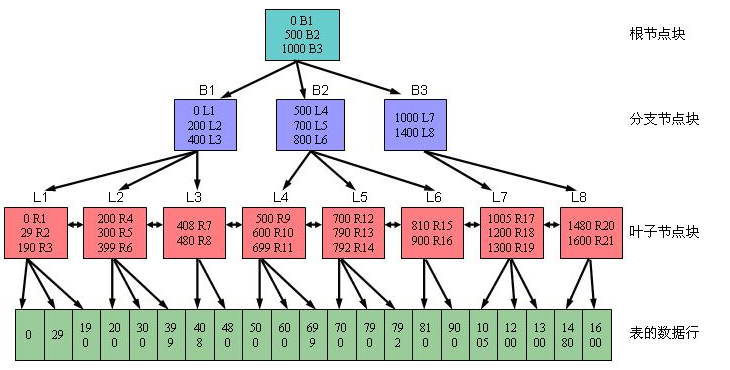 0 B1
500 B2
1000 B3
根节点块
B1
B2
B3
0 L1
200 L2
400 L3
500 L4
700 L5
800 L6
1000 L7
1400 L8
分支节点块
L1
L2
L3
L4
L5
L6
L7
L8
0 R1
29 R2
190 R3
200 R4
300 R5
399 R6
408 R7
480 R8
500 R9
600 R10
699 R11
700 R12
790 R13
792 R14
810 R15
900 R16
1005 R17
1200 R18
1300 R19
1480 R20
1600 R21
叶子节点块
0
29
19
0
20
0
30
0
39
9
40
8
48
0
50
0
60
0
69
9
70
0
79
0
79
2
81
0
90
0
10
05
12
00
13
00
14
80
16
00
表的数据行